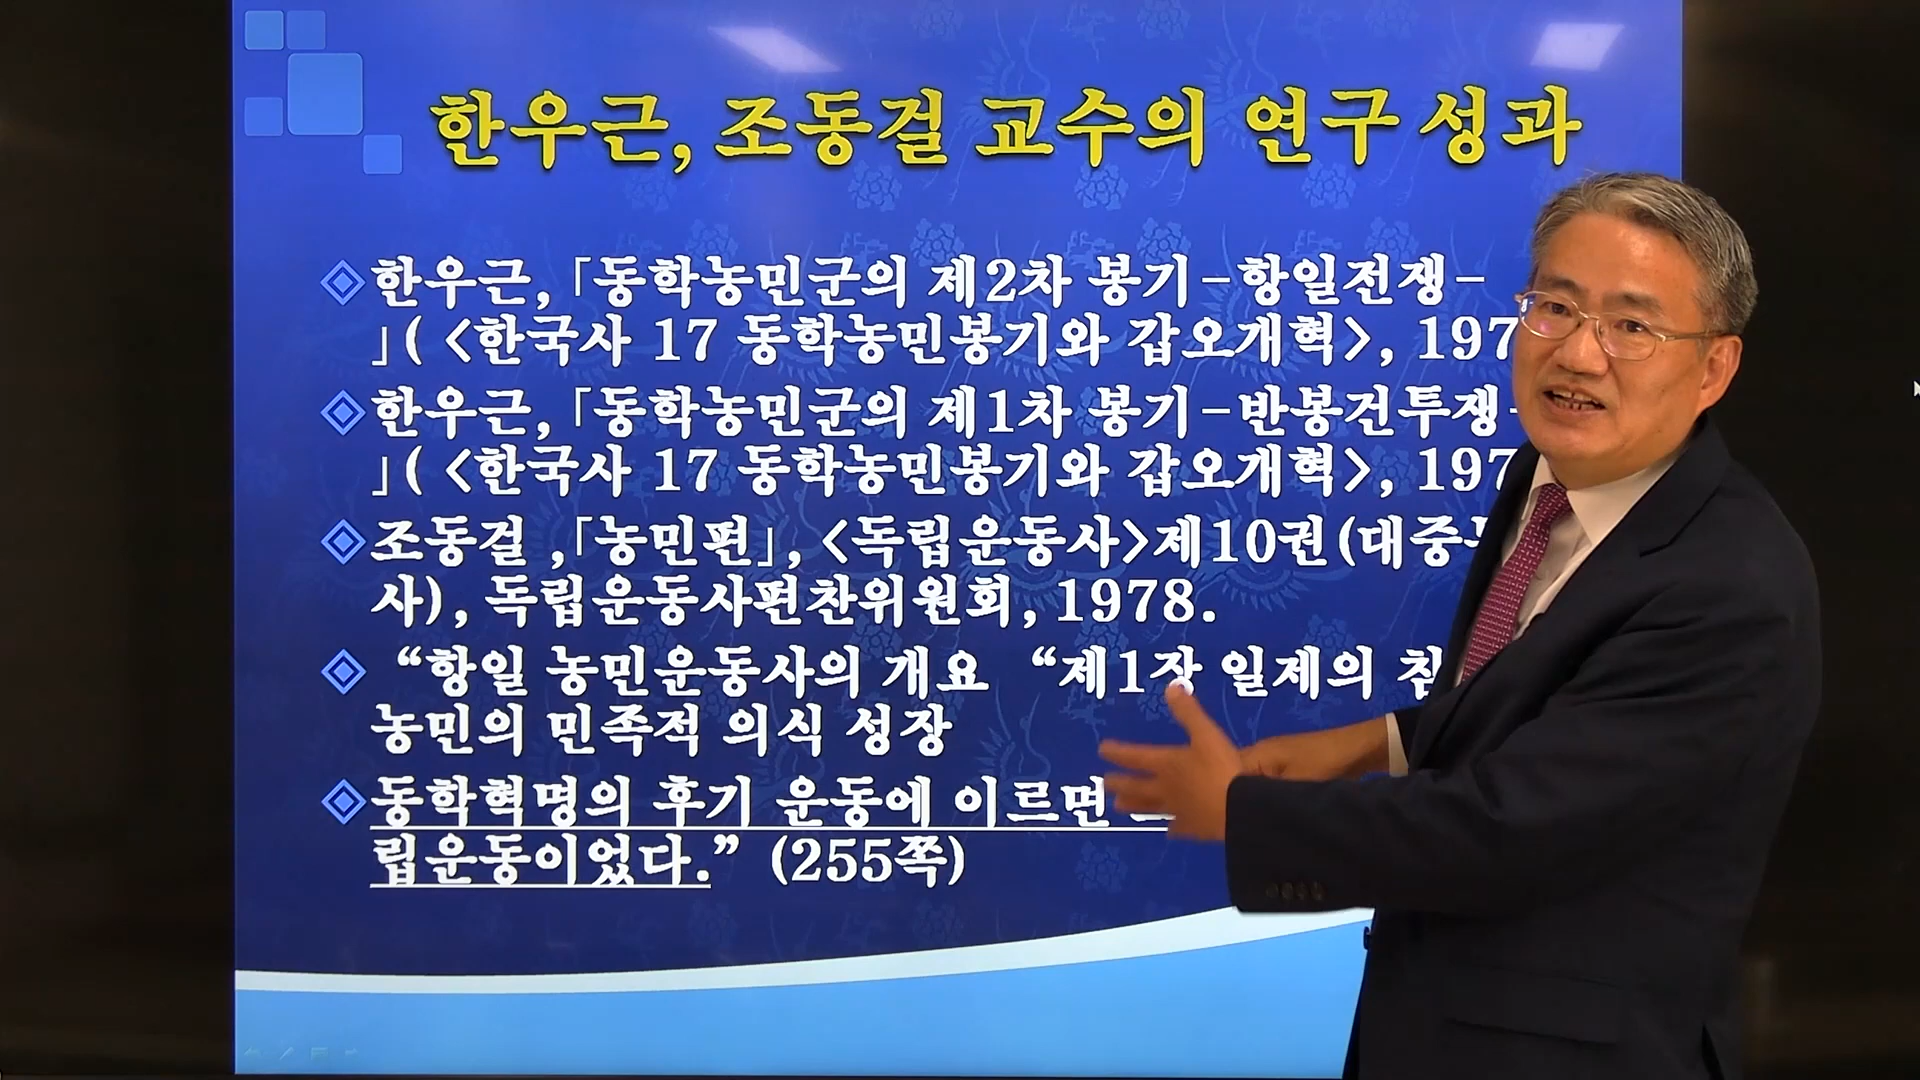 한우근, 조동걸 교수의 연구 성과
한우근, 「동학농민군의 제2차 봉기-항일전쟁-
」( <한국사 17 동학농민봉기와 갑오개혁>, 197
한우근, 「동학농민군의 제1차 봉기-반봉건투쟁-
」( <한국사 17 동학농민봉기와 갑오개혁>, 197
조동걸 ,「농민편」, <독립운동사>제10권(대중
사), 독립운동사편찬위원회, 1978.
“항일 농민운동사의 개요 “제1장 일제의 침
농민의 민족적 의식 성장
동학혁명의 후기 운동에 이르면
립운동이었다.” (255쪽)